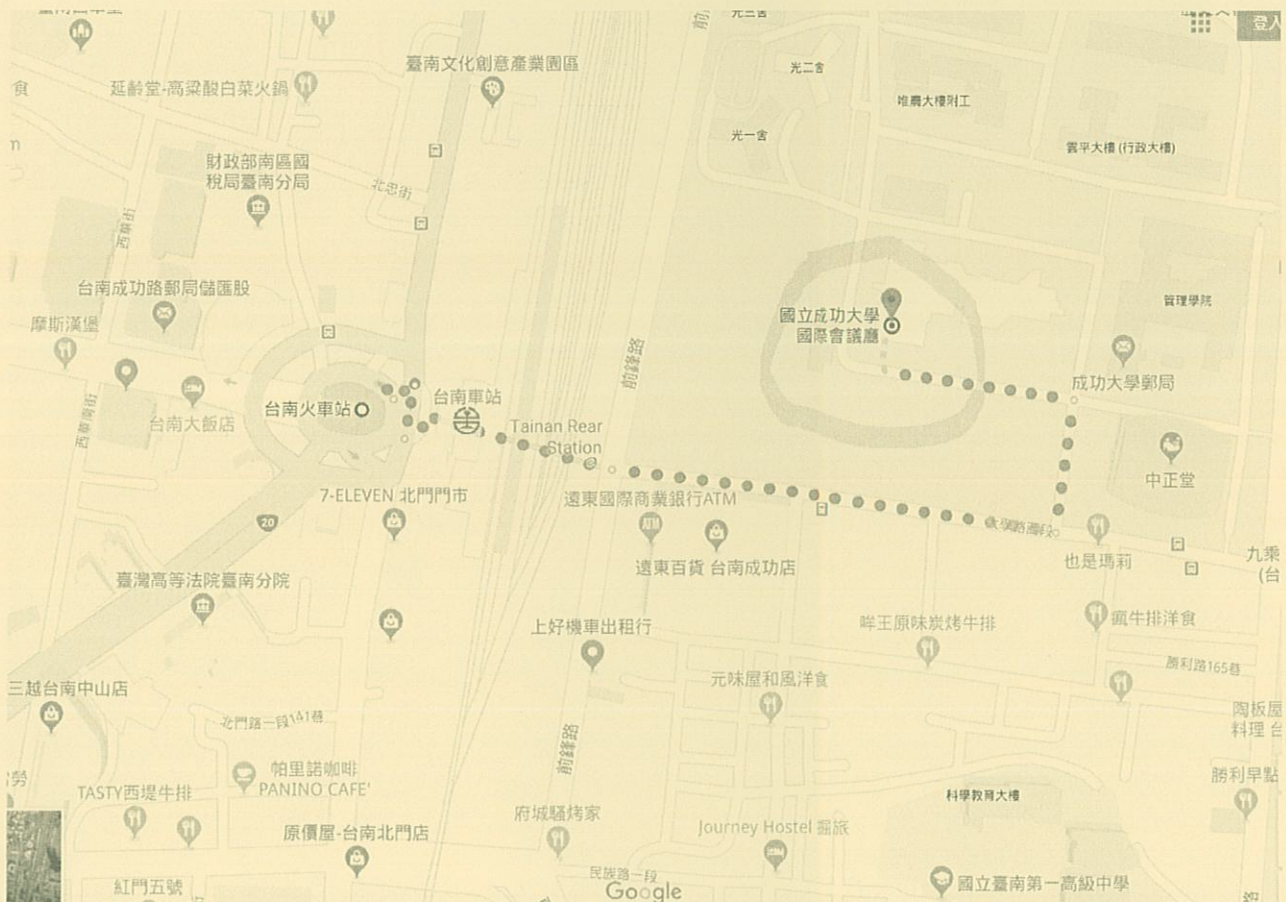 登入
光二舍
臺南文化創意產業園區
延齡堂-高粱酸白菜火鍋
食
光一舍
雲平大樓 (行政大樓)
財政部南區國
稅局臺南分局
北忠街
西華街
台南成功路郵局儲匯股
管理學院
國立成功大學
國際會議廳
摩斯漢堡
前鋒路
成功大學郵局
台南火車站
台南車站
台南大飯店
西華南街
Tainan Rear
Station
中正堂
7-ELEVEN 北門門市
遠東國際商業銀行ATM
ATM
20
也是瑪莉
九乘
(台
遠東百貨 台南成功店
臺灣高等法院臺南分院
上好機車出租行
哞王原味炭烤牛排
瘋牛排洋食
勝利路165巷
三越台南中山店
元味屋和風洋食
陶板屋
料理 台
北門路一段141巷
前鋒路
帕里諾咖啡
PANINO CAFE'
勝利早點
TASTY西堤牛排
科學教育大樓
府城騷烤家
原價屋-台南北門店
Journey Hostel 掘旅
民族路一段
紅門五號
Google
國立臺南第一高級中學
路